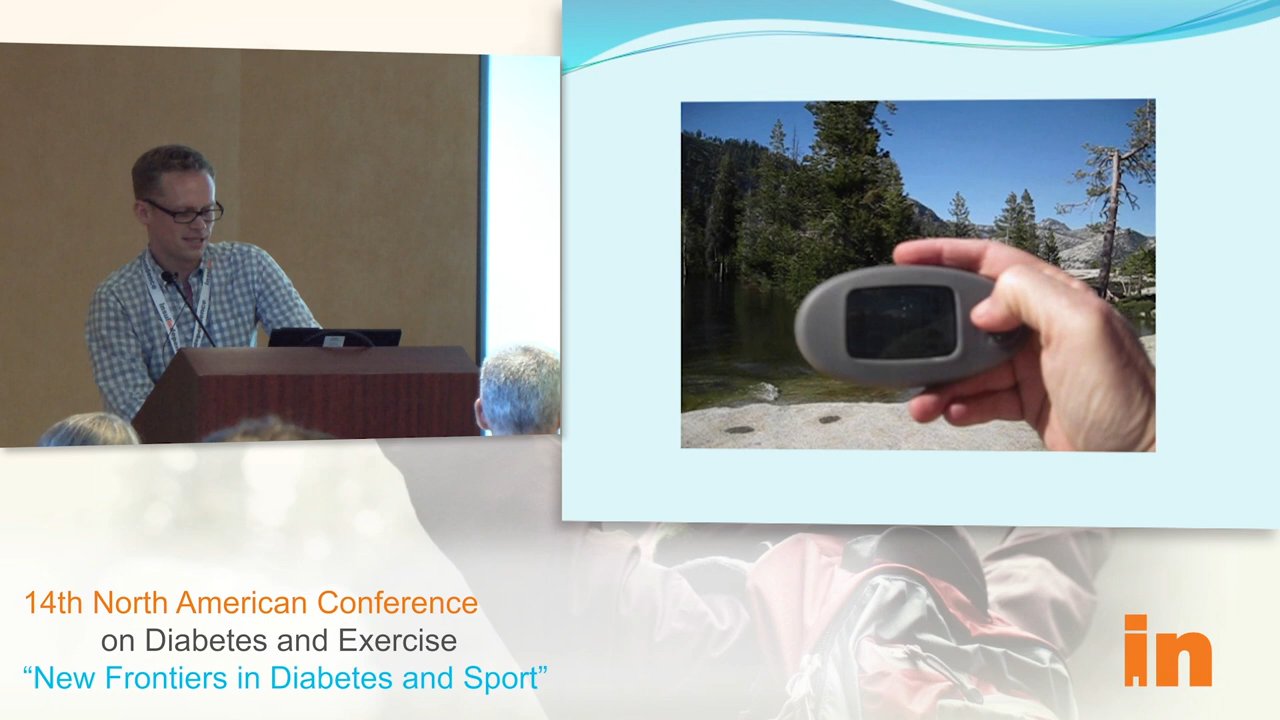 14th North American Conference
on Diabetes and Exercise
“New Frontiers in Diabetes and Sport”
in